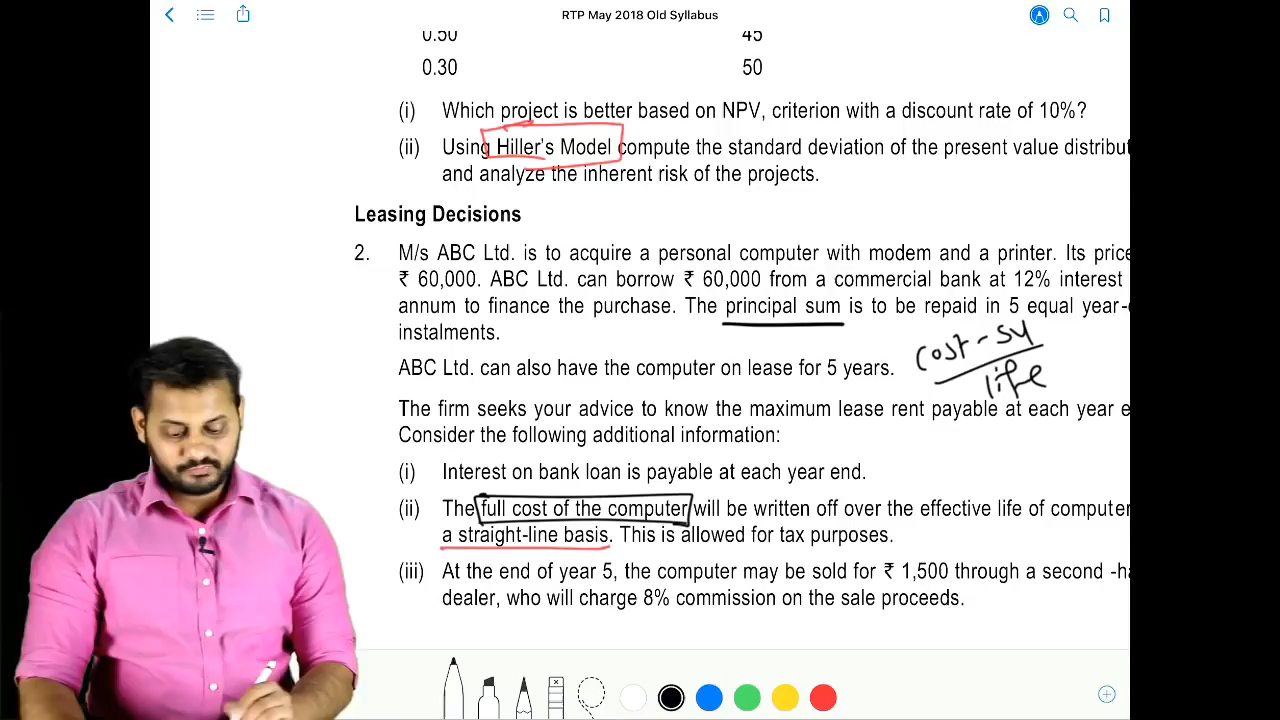 RTP May 2018 Old Syllabus
0.50 45
0.30 50
(i) Which project is better based on NPV, criterion with a discount rate of 10%?
(ii) Using Hiller's Model compute the standard deviation of the present value distribut
and analyze the inherent risk of the projects.
Leasing Decisions
2. M/s ABC Ltd. is to acquire a personal computer with modem and a printer. Its price
₹ 60,000. ABC Ltd. can borrow ₹ 60,000 from a commercial bank at 12% interest
annum to finance the purchase. The principal sum is to be repaid in 5 equal year-
instalments.
cost - sv
life
ABC Ltd. can also have the computer on lease for 5 years.
The firm seeks your advice to know the maximum lease rent payable at each year e
Consider the following additional information:
(i) Interest on bank loan is payable at each year end.
(ii) The full cost of the computer will be written off over the effective life of computer
a straight-line basis. This is allowed for tax purposes.
(iii) At the end of year 5, the computer may be sold for ₹ 1,500 through a second -ha
dealer, who will charge 8% commission on the sale proceeds.